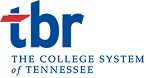 tbr
THE COLLEGE SYSTEM
of TENNESSEE